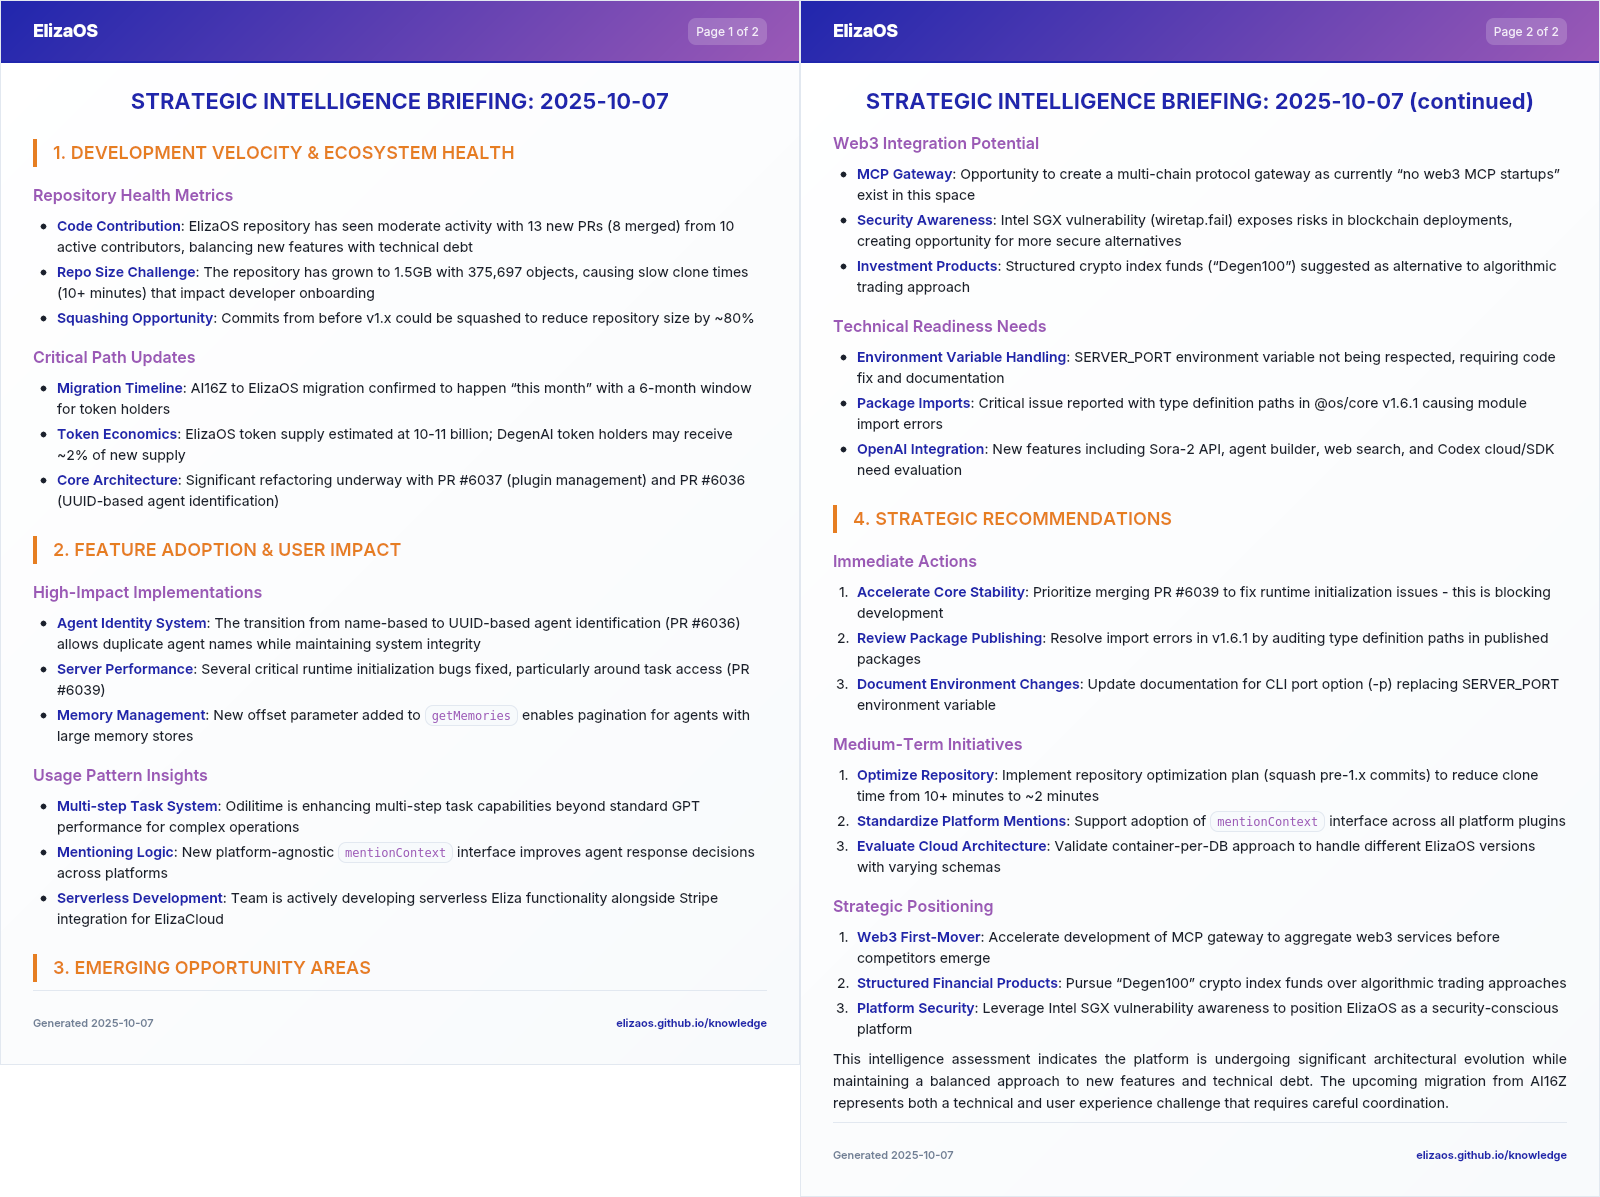 ElizaOS
Page 1 of 2
STRATEGIC INTELLIGENCE BRIEFING: 2025-10-07
1. DEVELOPMENT VELOCITY & ECOSYSTEM HEALTH
Repository Health Metrics
• Code Contribution: ElizaOS repository has seen moderate activity with 13 new PRs (8 merged) from 10
active contributors, balancing new features with technical debt
• Repo Size Challenge: The repository has grown to 1.5GB with 375,697 objects, causing slow clone times
(10+ minutes) that impact developer onboarding
• Squashing Opportunity: Commits from before v1.x could be squashed to reduce repository size by ~80%
Critical Path Updates
• Migration Timeline: AI16Z to ElizaOS migration confirmed to happen “this month” with a 6-month window
for token holders
• Token Economics: ElizaOS token supply estimated at 10-11 billion; DegenAI token holders may receive
~2% of new supply
• Core Architecture: Significant refactoring underway with PR #6037 (plugin management) and PR #6036
(UUID-based agent identification)
2. FEATURE ADOPTION & USER IMPACT
High-Impact Implementations
• Agent Identity System: The transition from name-based to UUID-based agent identification (PR #6036)
allows duplicate agent names while maintaining system integrity
• Server Performance: Several critical runtime initialization bugs fixed, particularly around task access (PR
#6039)
• Memory Management: New offset parameter added to getMemories enables pagination for agents with
large memory stores
Usage Pattern Insights
• Multi-step Task System: Odilitime is enhancing multi-step task capabilities beyond standard GPT
performance for complex operations
• Mentioning Logic: New platform-agnostic mentionContext interface improves agent response decisions
across platforms
• Serverless Development: Team is actively developing serverless Eliza functionality alongside Stripe
integration for ElizaCloud
3. EMERGING OPPORTUNITY AREAS
Generated 2025-10-07
elizaos.github.io/knowledge
ElizaOS
Page 2 of 2
STRATEGIC INTELLIGENCE BRIEFING: 2025-10-07 (continued)
Web3 Integration Potential
• MCP Gateway: Opportunity to create a multi-chain protocol gateway as currently “no web3 MCP startups”
exist in this space
• Security Awareness: Intel SGX vulnerability (wiretap.fail) exposes risks in blockchain deployments,
creating opportunity for more secure alternatives
• Investment Products: Structured crypto index funds (“Degen100”) suggested as alternative to algorithmic
trading approach
Technical Readiness Needs
• Environment Variable Handling: SERVER_PORT environment variable not being respected, requiring code
fix and documentation
• Package Imports: Critical issue reported with type definition paths in @os/core v1.6.1 causing module
import errors
• OpenAI Integration: New features including Sora-2 API, agent builder, web search, and Codex cloud/SDK
need evaluation
4. STRATEGIC RECOMMENDATIONS
Immediate Actions
1. Accelerate Core Stability: Prioritize merging PR #6039 to fix runtime initialization issues - this is blocking
development
2. Review Package Publishing: Resolve import errors in v1.6.1 by auditing type definition paths in published
packages
3. Document Environment Changes: Update documentation for CLI port option (-p) replacing SERVER_PORT
environment variable
Medium-Term Initiatives
1. Optimize Repository: Implement repository optimization plan (squash pre-1.x commits) to reduce clone
time from 10+ minutes to ~2 minutes
2. Standardize Platform Mentions: Support adoption of mentionContext interface across all platform plugins
3. Evaluate Cloud Architecture: Validate container-per-DB approach to handle different ElizaOS versions
with varying schemas
Strategic Positioning
1. Web3 First-Mover: Accelerate development of MCP gateway to aggregate web3 services before
competitors emerge
2. Structured Financial Products: Pursue “Degen100” crypto index funds over algorithmic trading approaches
3. Platform Security: Leverage Intel SGX vulnerability awareness to position ElizaOS as a security-conscious
platform
This intelligence assessment indicates the platform is undergoing significant architectural evolution while
maintaining a balanced approach to new features and technical debt. The upcoming migration from AI16Z
represents both a technical and user experience challenge that requires careful coordination.
Generated 2025-10-07
elizaos.github.io/knowledge